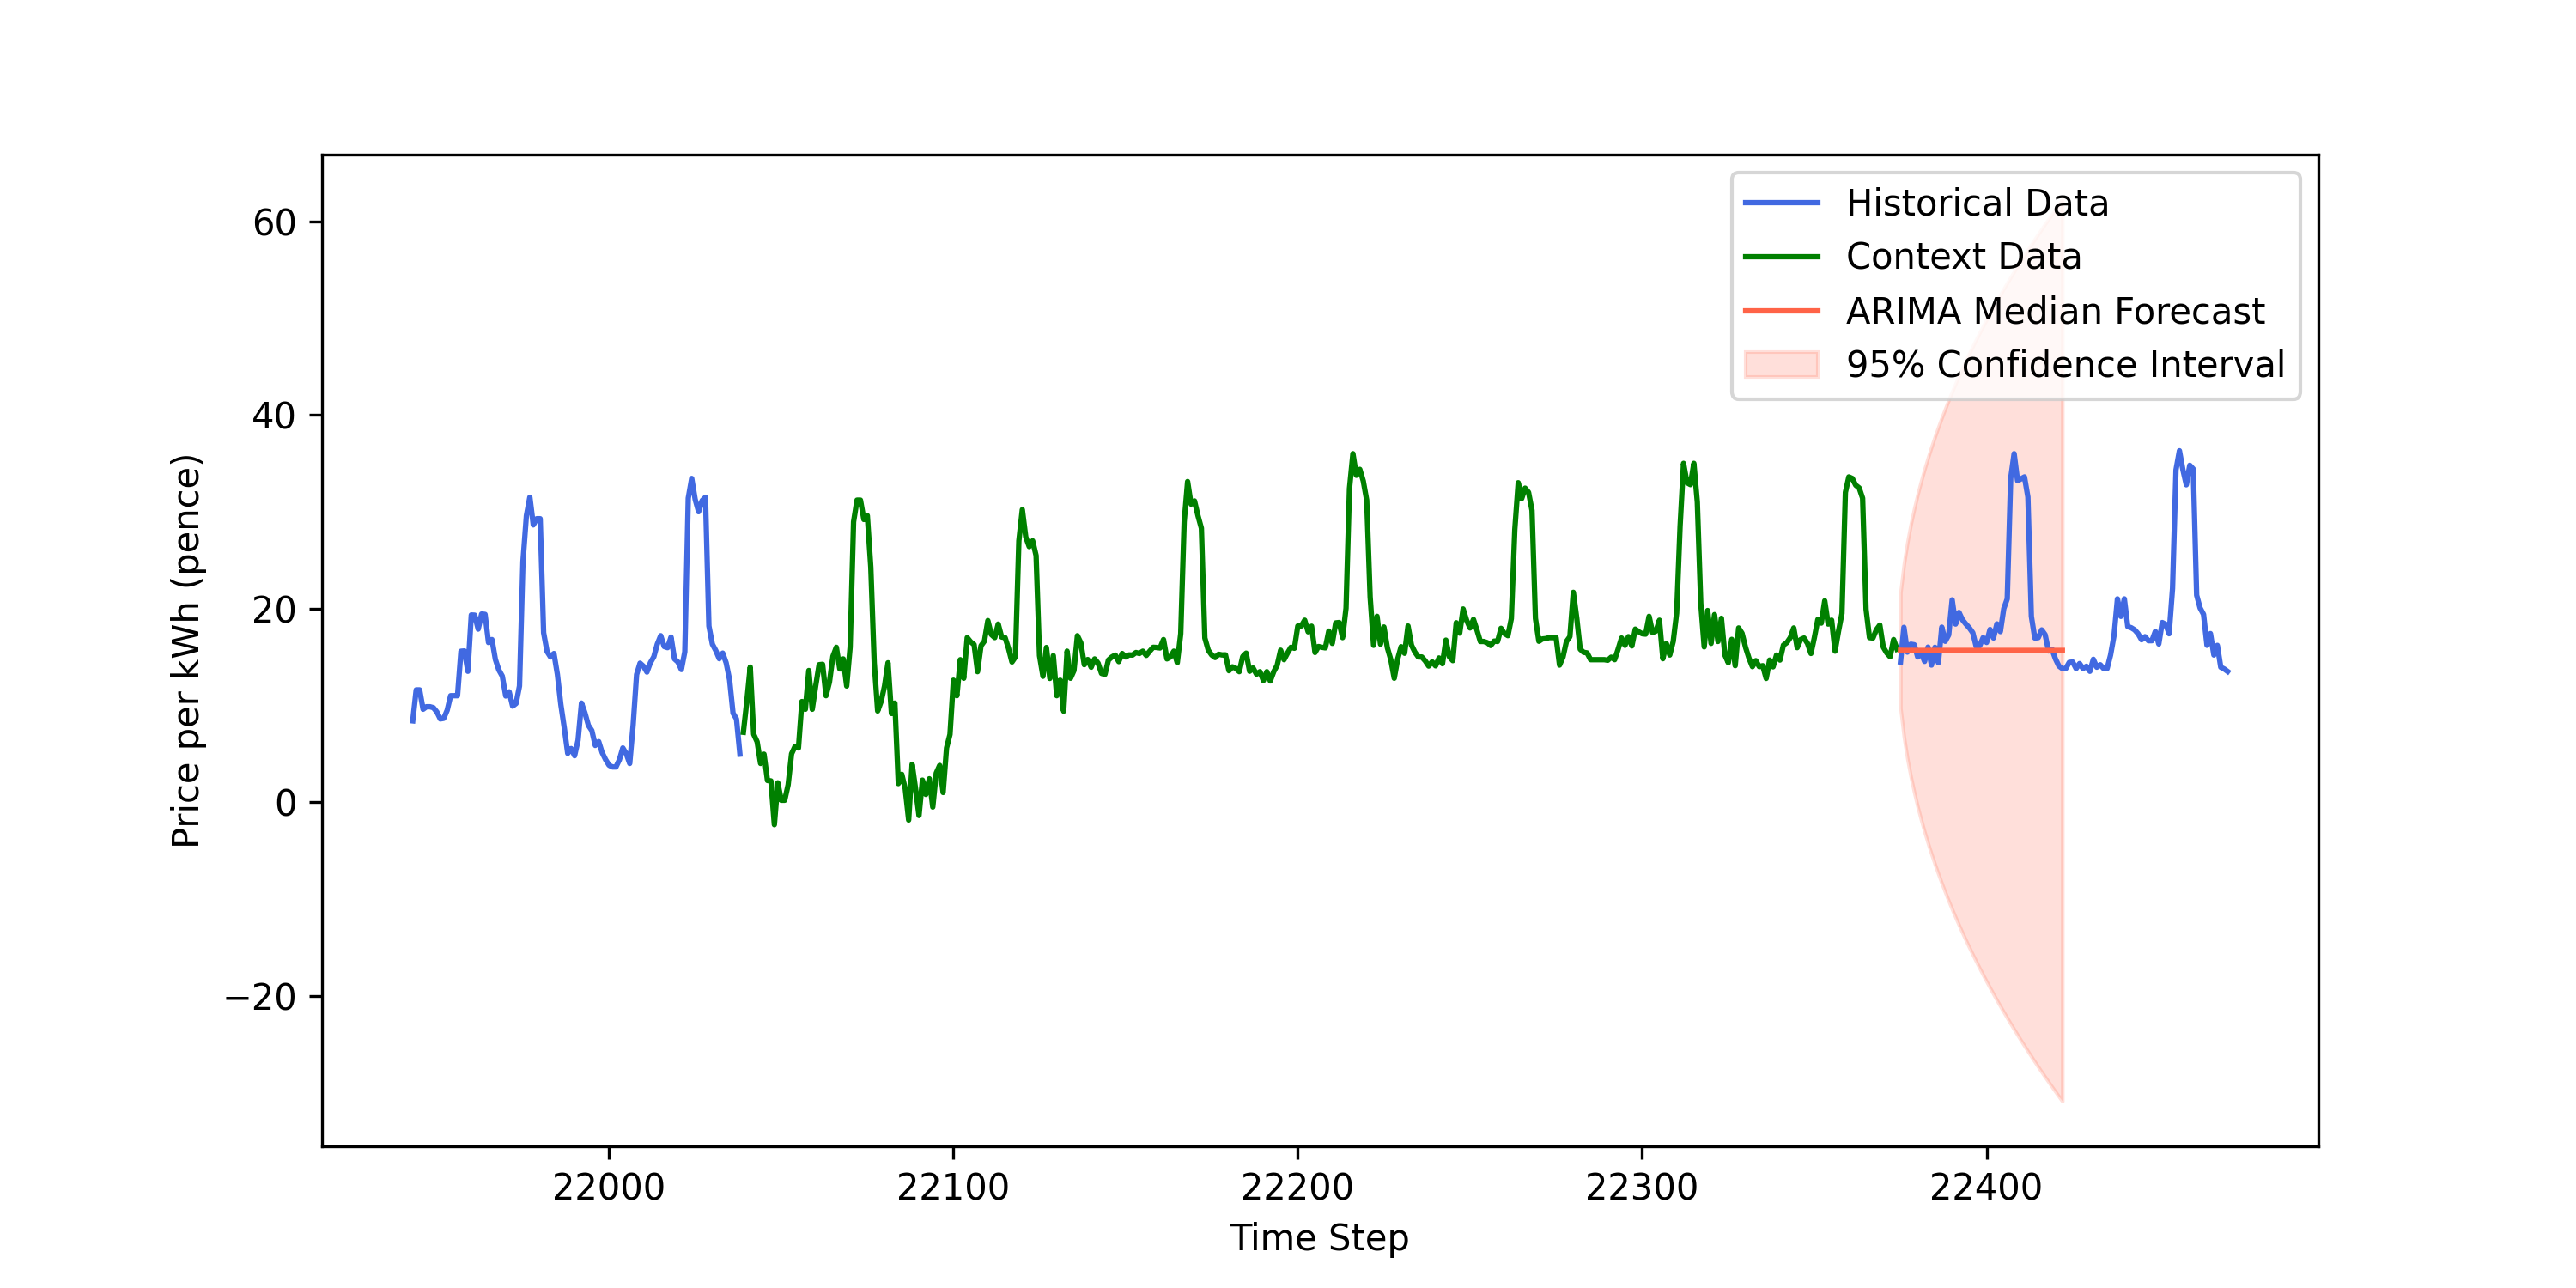 Historical Data
Context Data
ARIMA Median Forecast
95% Confidence Interval
Price per kWh (pence)
60
40
20
0
−20
22000
22100
22200
22300
22400
Time Step